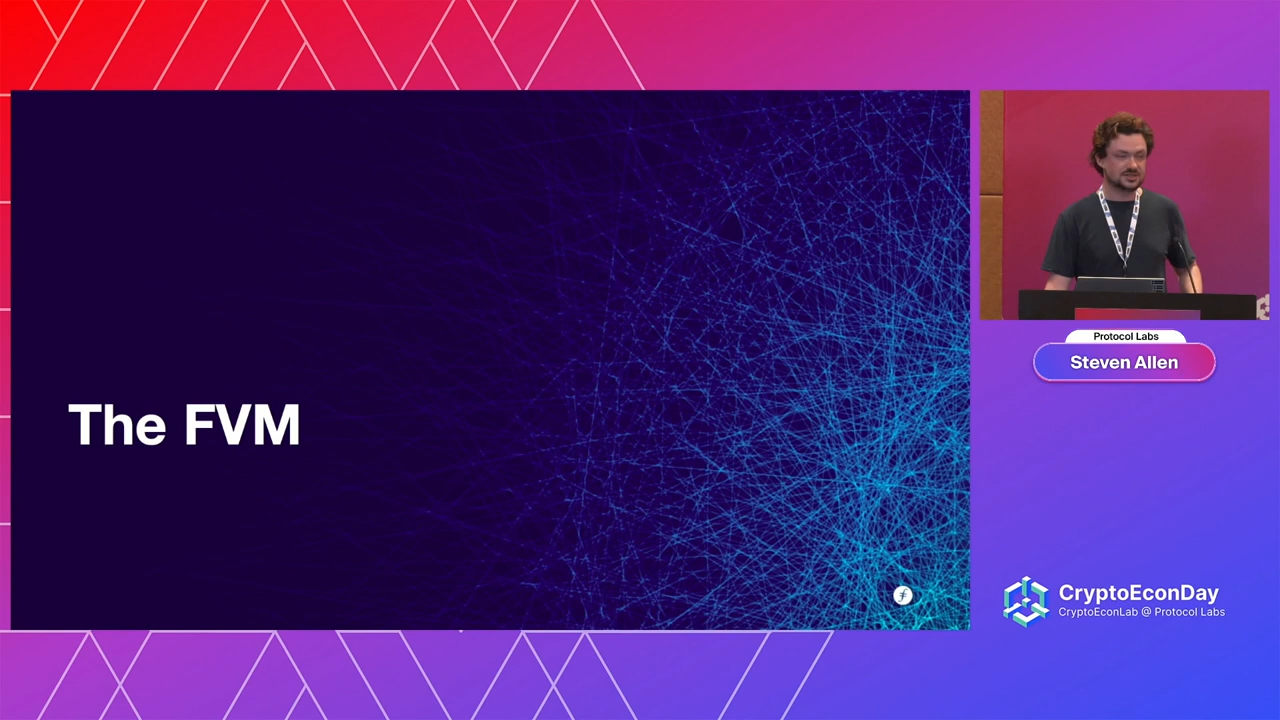 The FVM
Protocol Labs
Steven Allen
CryptoEconDay
CryptoEconLab @ Protocol Labs